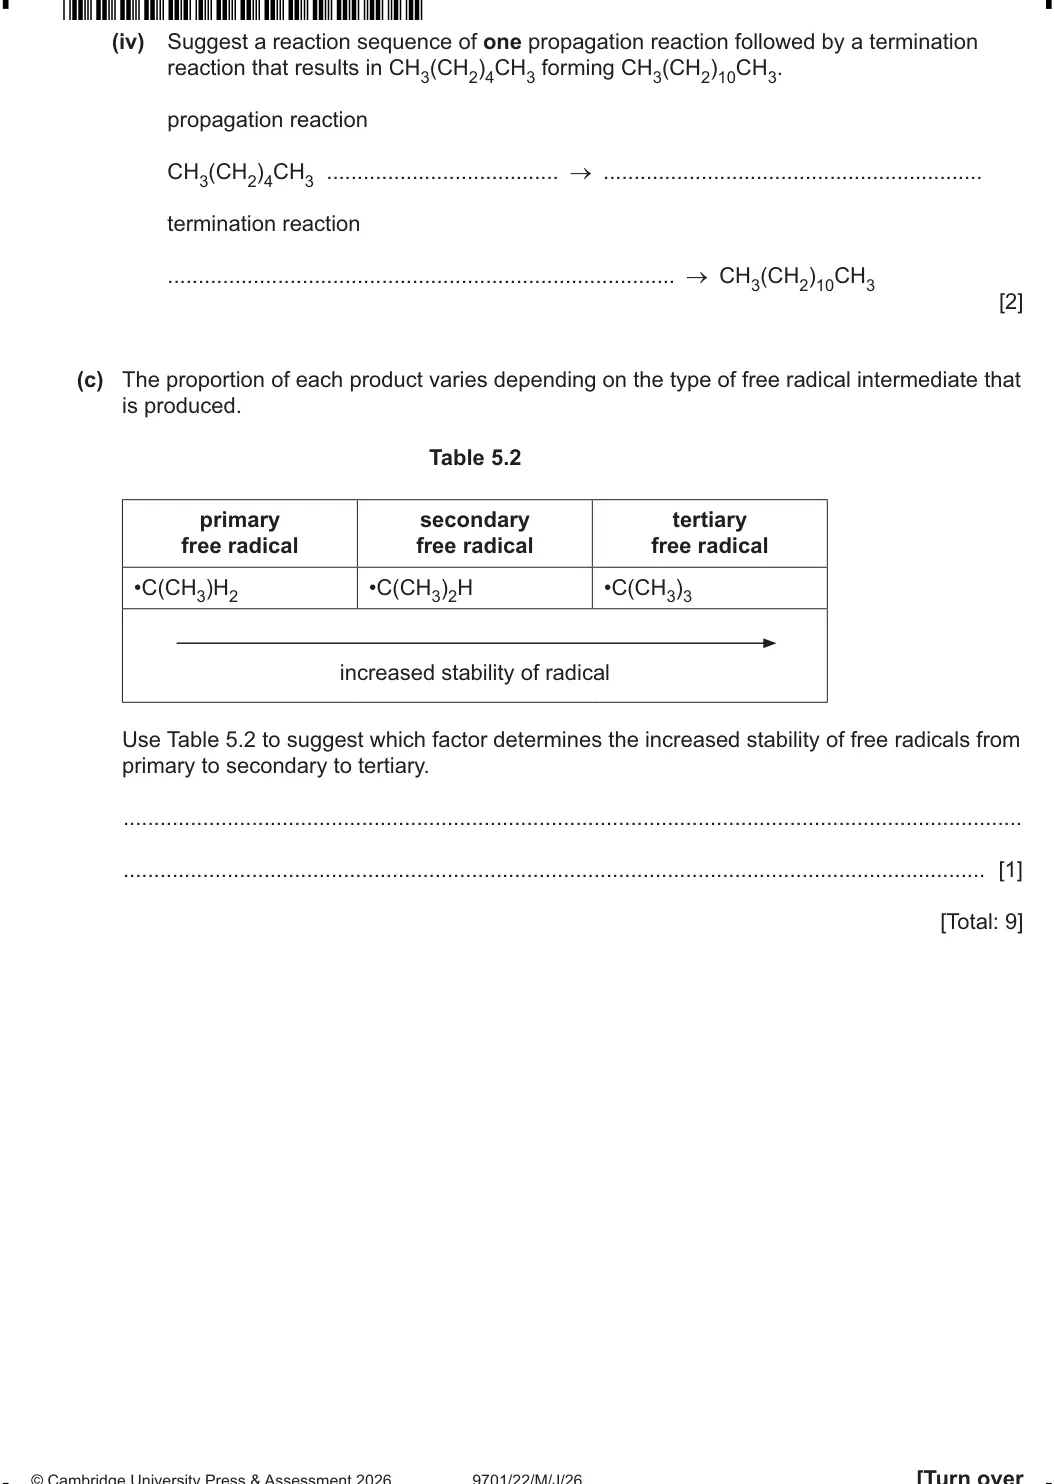 (iv) Suggest a reaction sequence of one propagation reaction followed by a termination
reaction that results in CH₃(CH₂)₄CH₃ forming CH₃(CH₂)₁₀CH₃.
propagation reaction
CH₃(CH₂)₄CH₃ ...................................... → ..............................................................
termination reaction
................................................................................... → CH₃(CH₂)₁₀CH₃
[2]
(c) The proportion of each product varies depending on the type of free radical intermediate that
is produced.
Table 5.2
primary free radical secondary free radical tertiary free radical
•C(CH₃)H₂ •C(CH₃)₂H •C(CH₃)₃
increased stability of radical
Use Table 5.2 to suggest which factor determines the increased stability of free radicals from
primary to secondary to tertiary.
...................................................................................................................................................
............................................................................................................................................. [1]
[Total: 9]
© Cambridge University Press & Assessment 2026 9701/22/M/J/26 [Turn over